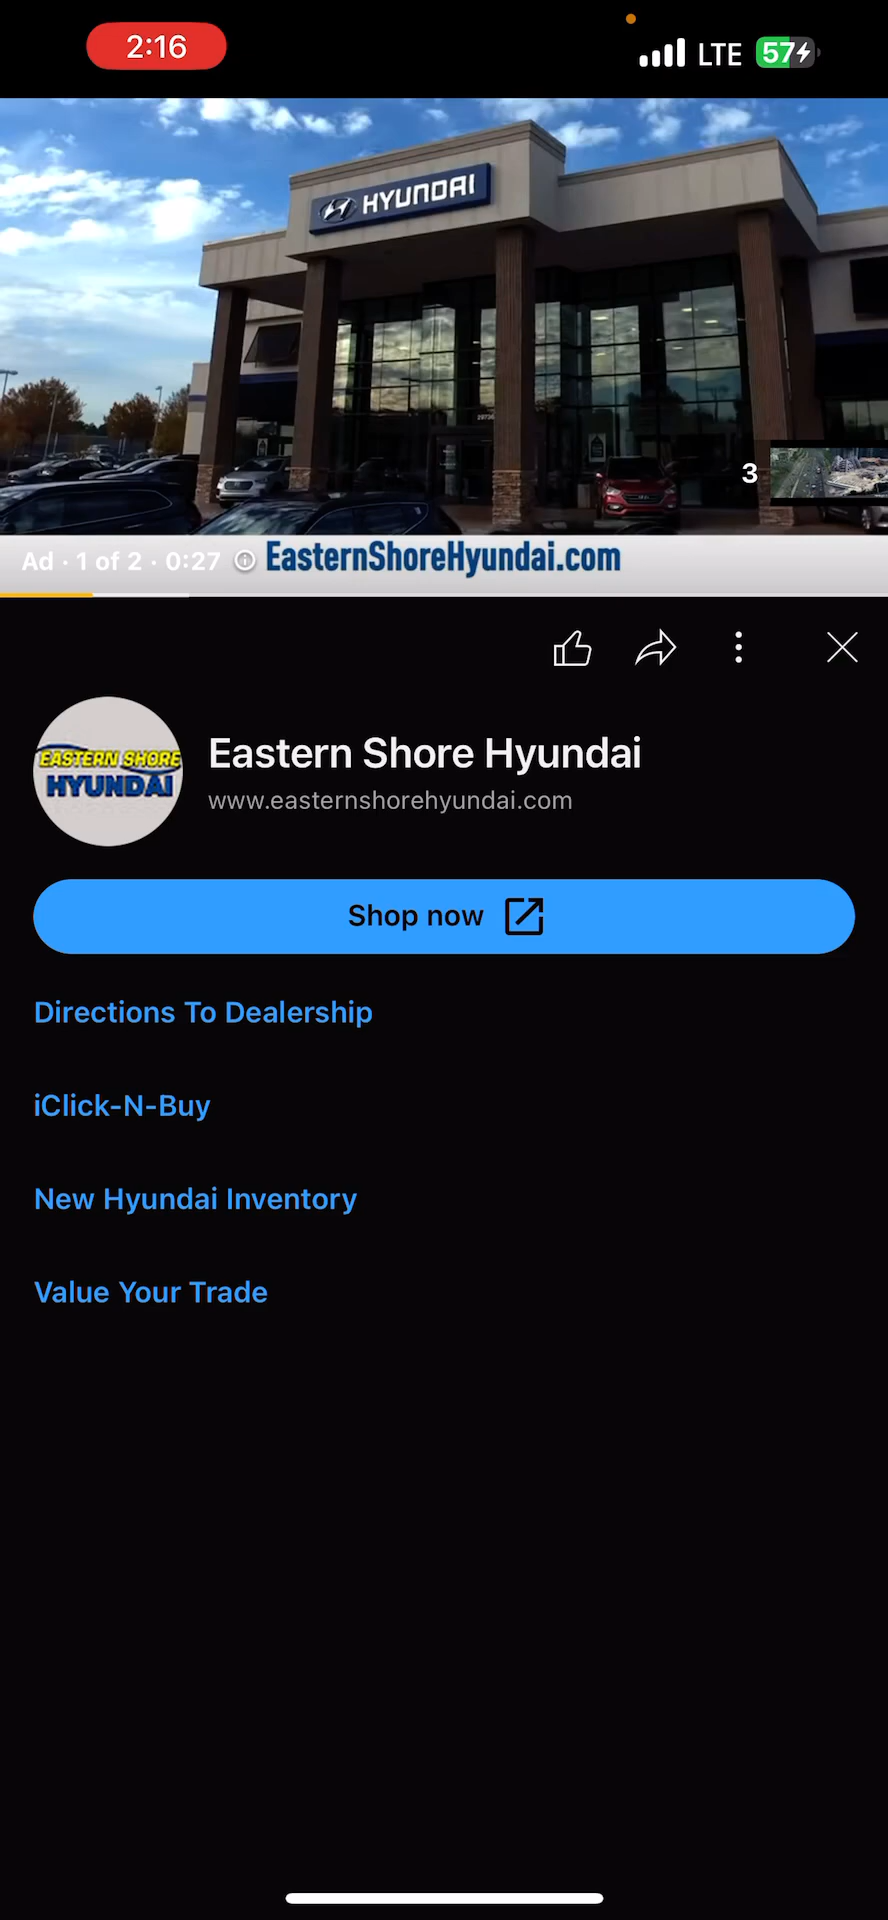 2:16
LTE 57
HYUNDAI
3
Ad · 1 of 2 · 0:27
EasternShoreHyundai.com
EASTERN SHORE
HYUNDAI
Eastern Shore Hyundai
www.easternshorehyundai.com
Shop now
Directions To Dealership
iClick-N-Buy
New Hyundai Inventory
Value Your Trade